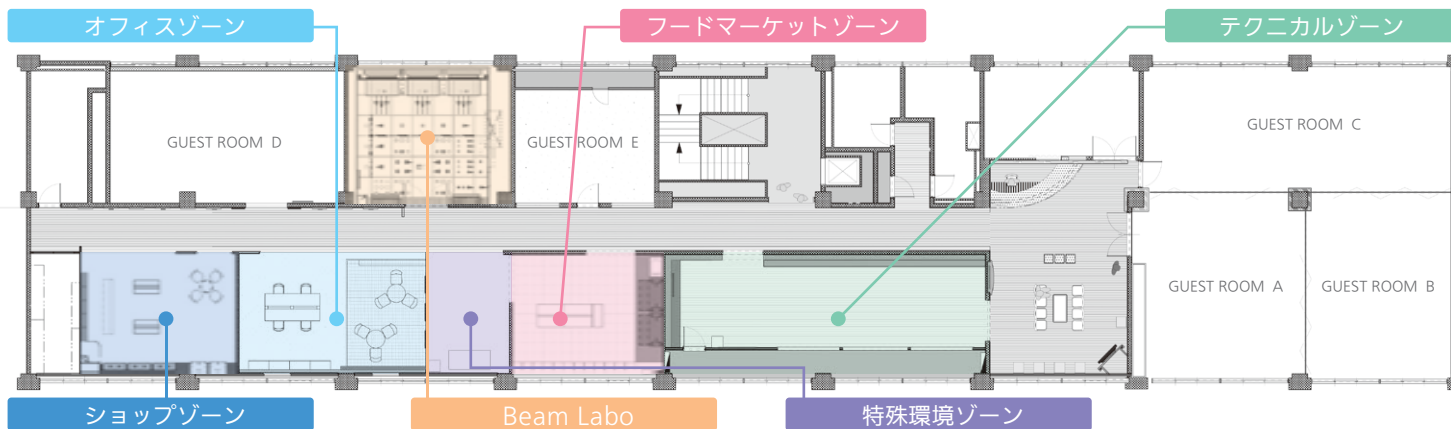 オフィスゾーン
フードマーケットゾーン
テクニカルゾーン
GUEST ROOM D
GUEST ROOM E
GUEST ROOM C
GUEST ROOM A
GUEST ROOM B
ショップゾーン
Beam Labo
特殊環境ゾーン